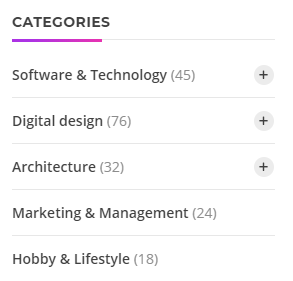 CATEGORIES
Software & Technology (45) +
Digital design (76) +
Architecture (32) +
Marketing & Management (24)
Hobby & Lifestyle (18)